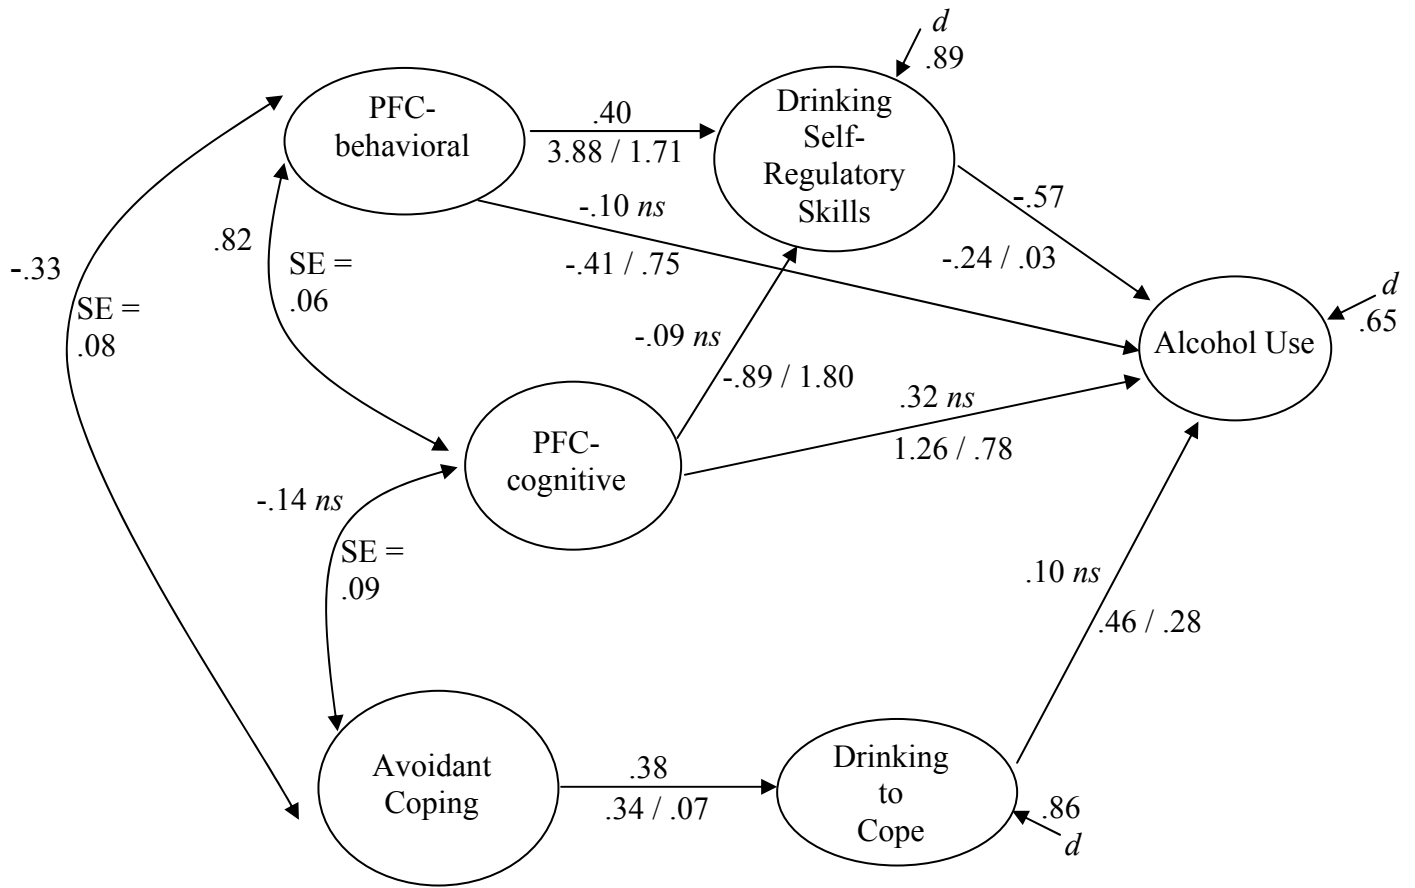 d
.89
PFC-
behavioral
.40
3.88 / 1.71
Drinking
Self-
Regulatory
Skills
-.10 ns
-.41 / .75
-.57
-.24 / .03
.82
SE =
.06
-.33
SE =
.08
d
.65
Alcohol Use
-.09 ns
-.89 / 1.80
.32 ns
1.26 / .78
PFC-
cognitive
-.14 ns
SE =
.09
.10 ns
.46 / .28
Avoidant
Coping
.38
.34 / .07
Drinking
to
Cope
.86
d